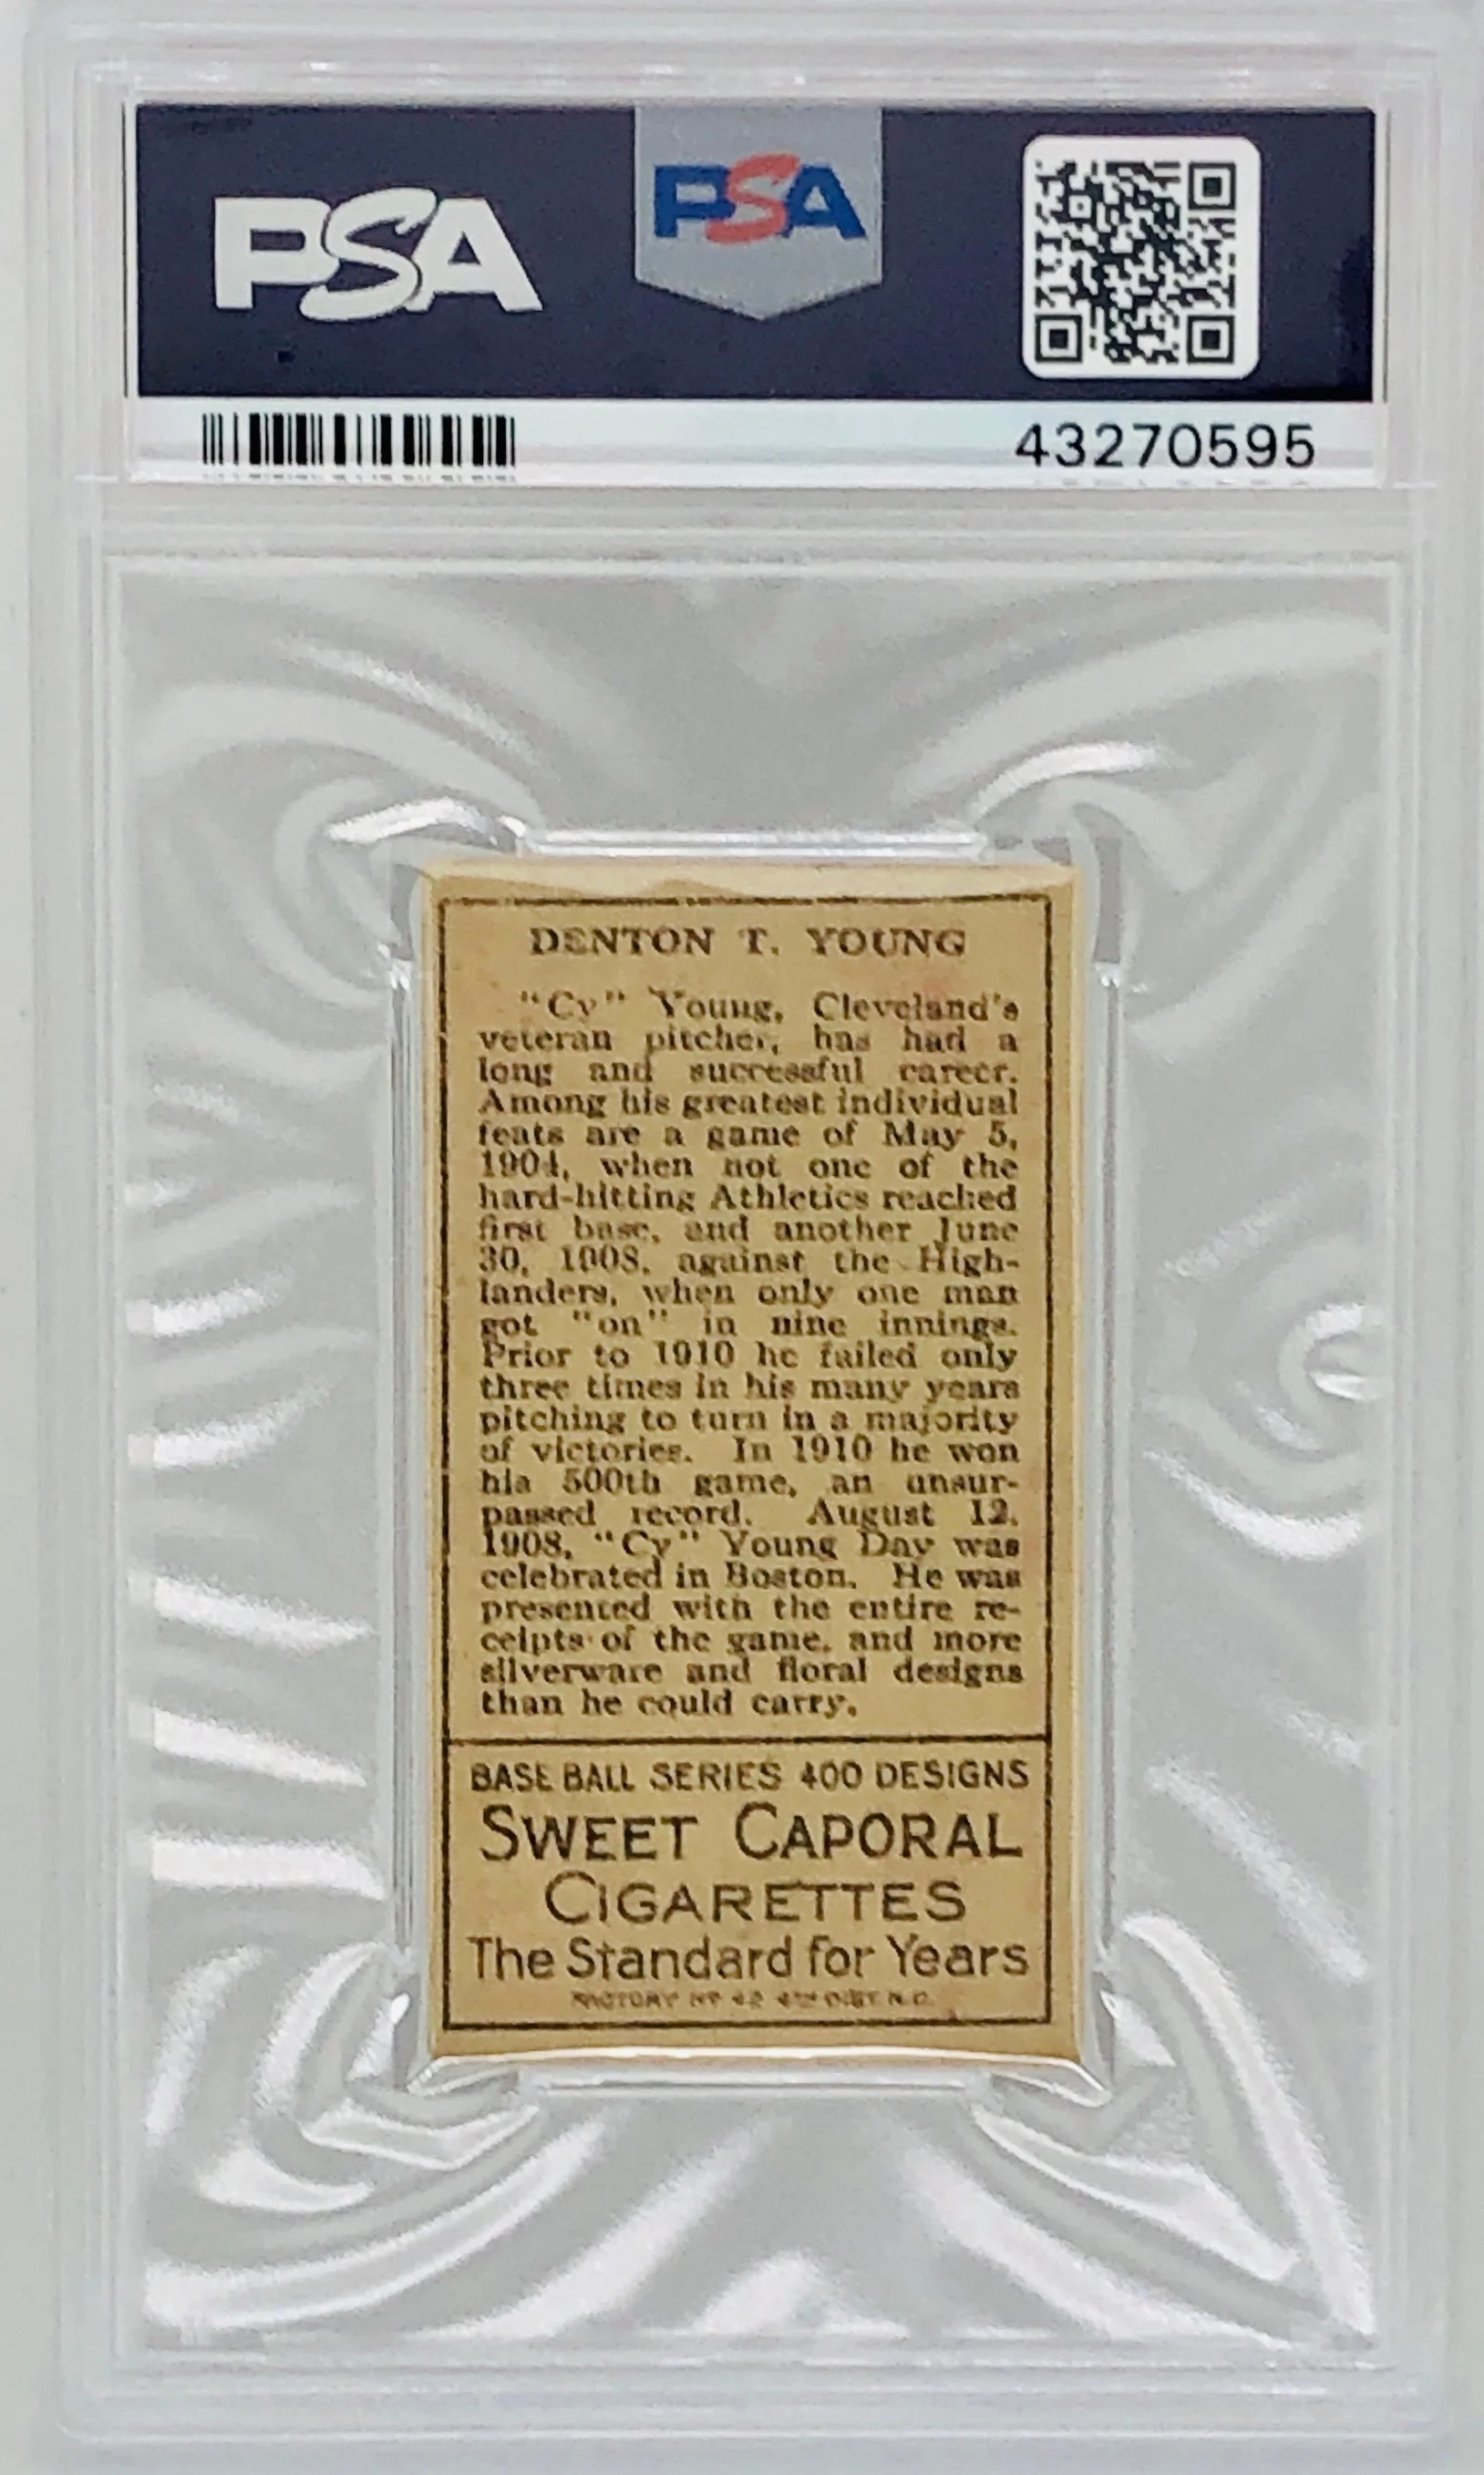 PSA
PSA
43270595
DENTON T. YOUNG
"Cy" Young, Cleveland's
veteran pitcher, has had a
long and successful career.
Among his greatest individual
feats are a game of May 5,
1904, when not one of the
hard-hitting Athletics reached
first base, and another June
30, 1908, against the High-
landers, when only one man
got "on" in nine innings.
Prior to 1910 he failed only
three times in his many years
pitching to turn in a majority
of victories. In 1910 he won
his 500th game, an unsur-
passed record. August 12,
1908, "Cy" Young Day was
celebrated in Boston. He was
presented with the entire re-
ceipts of the game, and more
silverware and floral designs
than he could carry.
BASE BALL SERIES 400 DESIGNS
SWEET CAPORAL
CIGARETTES
The Standard for Years
FACTORY Nº 42 4TH DIST. N.C.